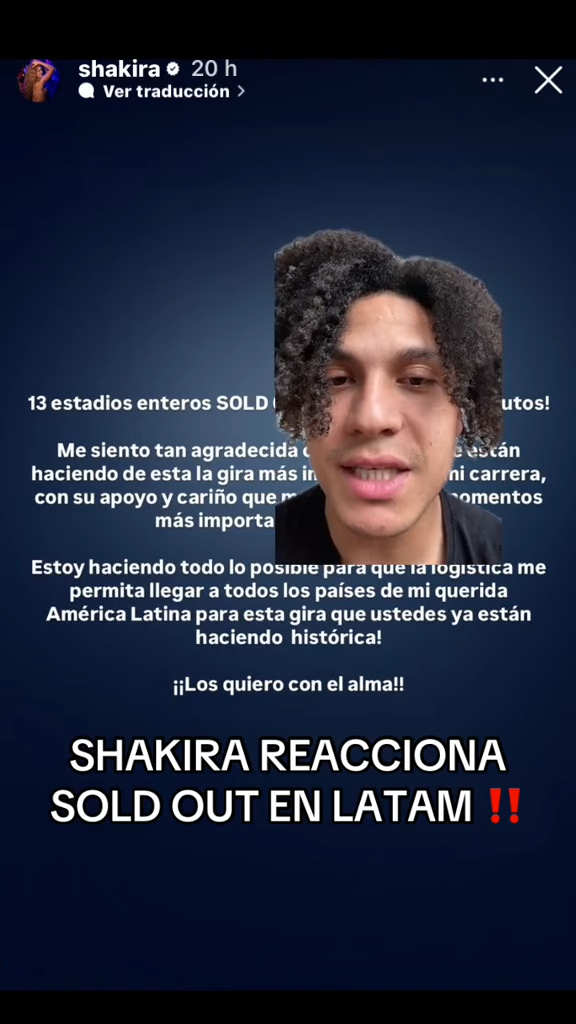 shakira 20 h
Ver traducción
13 estadios enteros SOLD utos!
Me siento tan agradecida están
haciendo de esta la gira más mi carrera,
con su apoyo y cariño que momentos
más
Estoy haciendo todo lo posible para que la logística me
permita llegar a todos los países de mi querida
América Latina para esta gira que ustedes ya están
haciendo histórica!
¡¡Los quiero con el alma!!
SHAKIRA REACCIONA
SOLD OUT EN LATAM ‼️